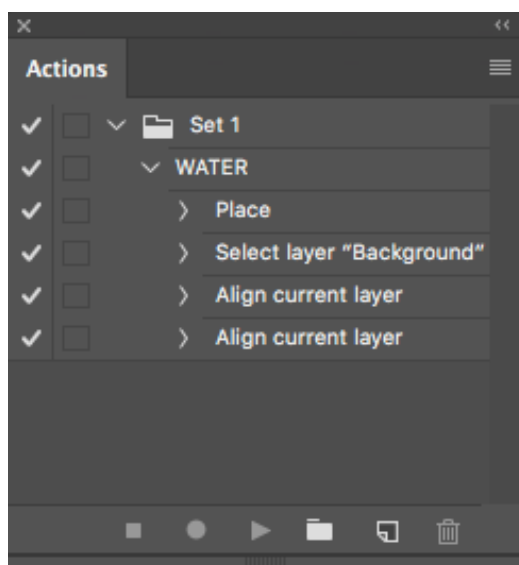 Actions
Set 1
WATER
Place
Select layer “Background”
Align current layer
Align current layer